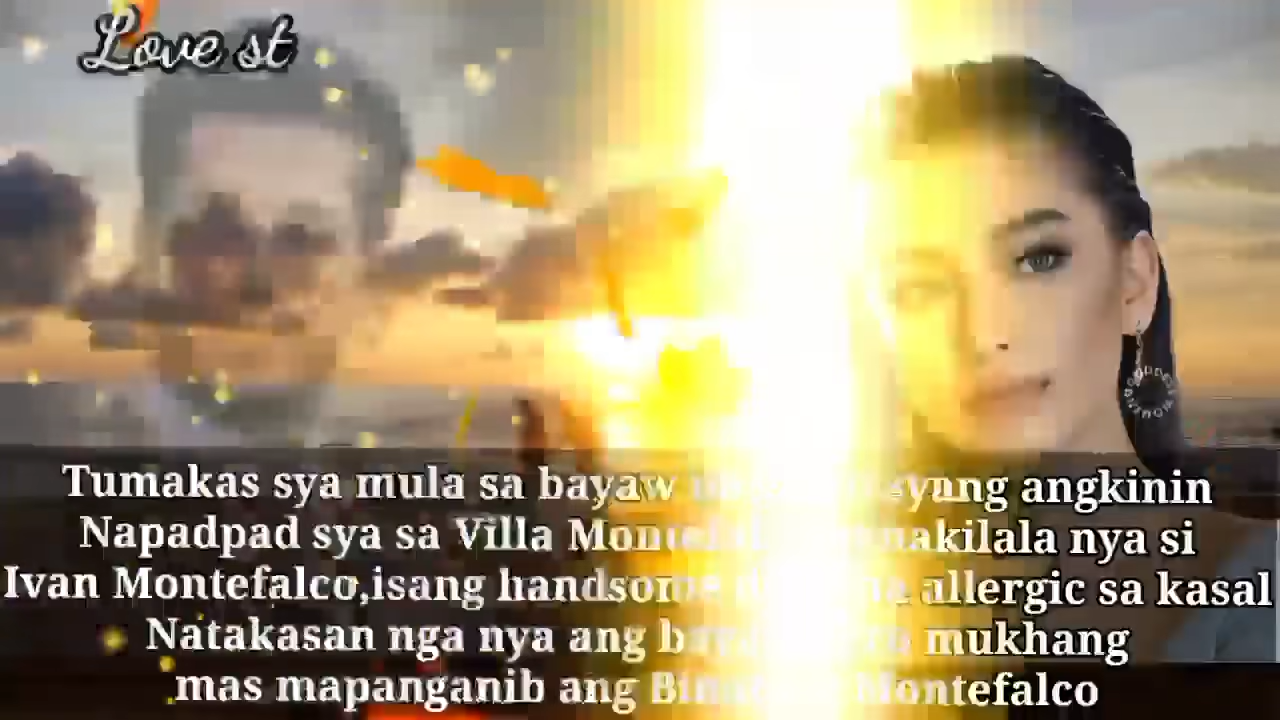 Love st
Tumakas sya mula sa bayaw syang angkinin
Napadpad sya sa Villa nakilala nya si
Ivan Montefalco,isang handsome allergic sa kasal
Natakasan nga nya ang mukhang
mas mapanganib ang Montefalco